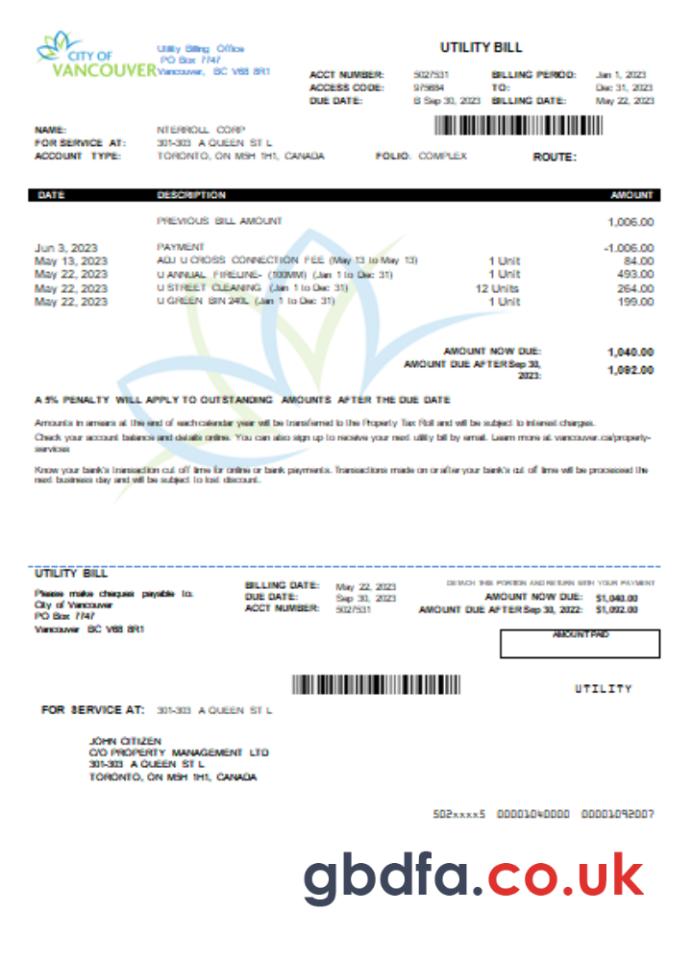 CITY OF
VANCOUVER
Utility Billing Office
PO Box 7747
Vancouver, BC V68 8R1
UTILITY BILL
ACCT NUMBER: 5027531 BILLING PERIOD: Jan 1, 2023
ACCESS CODE: 975684 TO: Dec 31, 2023
DUE DATE: B Sep 30, 2023 BILLING DATE: May 22, 2023
NAME: NTERROLL CORP
FOR SERVICE AT: 301-303 A QUEEN ST L
ACCOUNT TYPE: TORONTO, ON M5H 1H1, CANADA FOLIO: COMPLEX ROUTE:
DATE DESCRIPTION AMOUNT
PREVIOUS BILL AMOUNT 1,006.00
Jun 3, 2023 PAYMENT -1.006.00
May 13, 2023 ADJ U CROSS CONNECTION FEE (May 13 to May 13) 1 Unit 84.00
May 22, 2023 U ANNUAL FIRELINE- (100MM) (Jan 1 to Dec 31) 1 Unit 493.00
May 22, 2023 U STREET CLEANING (Jan 1 to Dec 31) 12 Units 264.00
May 22, 2023 U GREEN BIN 240L (Jan 1 to Dec 31) 1 Unit 199.00
AMOUNT NOW DUE: 1,040.00
AMOUNT DUE AFTER Sep 30, 2023: 1,092.00
A 5% PENALTY WILL APPLY TO OUTSTANDING AMOUNTS AFTER THE DUE DATE
Amounts in arrears at the end of each calendar year will be transferred to the Property Tax Roll and will be subject to interest charges.
Check your account balance and details online. You can also sign up to receive your next utility bill by email. Learn more at vancouver.ca/property-
services
Know your bank's transaction cut off time for online or bank payments. Transactions made on or after your bank's cut off time will be processed the
next business day and will be subject to lost discount.
UTILITY BILL
DETACH THIS PORTION AND RETURN WITH YOUR PAYMENT
Please make cheques payable to.
City of Vancouver
PO Box 7747
Vancouver BC V68 8R1
BILLING DATE: May 22, 2023
DUE DATE: Sep 30, 2023
ACCT NUMBER: 5027531
AMOUNT NOW DUE: $1,040.00
AMOUNT DUE AFTER Sep 30, 2022: $1,092.00
AMOUNT PAID
UTILITY
FOR SERVICE AT: 301-303 A QUEEN ST L
JOHN CITIZEN
C/O PROPERTY MANAGEMENT LTD
301-303 A QUEEN ST L
TORONTO, ON M5H 1H1, CANADA
502xxxx5 00001040000 00001092007
gbdfa.co.uk